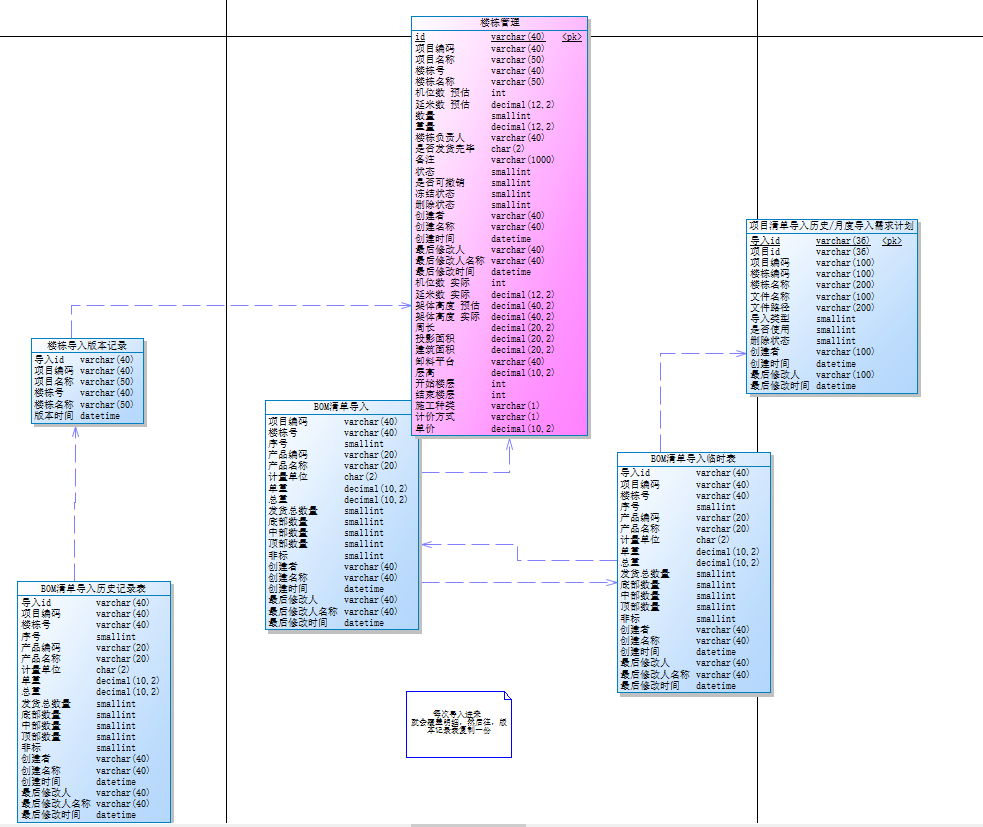 楼栋管理
id varchar(40) <pk>
项目编码 varchar(40)
项目名称 varchar(50)
楼栋号 varchar(40)
楼栋名称 varchar(50)
机位数_预估 int
延米数_预估 decimal(12,2)
数量 smallint
重量 decimal(12,2)
楼栋负责人 varchar(40)
是否发货完毕 char(2)
备注 varchar(1000)
状态 smallint
是否可撤销 smallint
冻结状态 smallint
删除状态 smallint
创建者 varchar(40)
创建名称 varchar(40)
创建时间 datetime
最后修改人 varchar(40)
最后修改人名称 varchar(40)
最后修改时间 datetime
机位数_实际 int
延米数_实际 decimal(12,2)
架体高度_预估 decimal(40,2)
架体高度_实际 decimal(40,2)
周长 decimal(20,2)
投影面积 decimal(20,2)
建筑面积 decimal(20,2)
卸料平台 varchar(40)
层高 decimal(10,2)
开始楼层 int
结束楼层 int
施工种类 varchar(1)
计价方式 varchar(1)
单价 decimal(10,2)
项目清单导入历史/月度导入需求计划
导入id varchar(36) <pk>
项目id varchar(36)
项目编码 varchar(100)
楼栋编码 varchar(100)
楼栋名称 varchar(200)
文件名称 varchar(100)
文件路径 varchar(200)
导入类型 smallint
是否使用 smallint
删除状态 smallint
创建者 varchar(100)
创建时间 datetime
最后修改人 varchar(100)
最后修改时间 datetime
楼栋导入版本记录
导入id varchar(40)
项目编码 varchar(40)
项目名称 varchar(50)
楼栋号 varchar(40)
楼栋名称 varchar(50)
版本时间 datetime
BOM清单导入
项目编码 varchar(40)
楼栋号 varchar(40)
序号 smallint
产品编码 varchar(20)
产品名称 varchar(20)
计量单位 char(2)
单重 decimal(10,2)
总重 decimal(10,2)
发货总数量 smallint
底部数量 smallint
中部数量 smallint
顶部数量 smallint
非标 smallint
创建者 varchar(40)
创建名称 varchar(40)
创建时间 datetime
最后修改人 varchar(40)
最后修改人名称 varchar(40)
最后修改时间 datetime
BOM清单导入临时表
导入id varchar(40)
项目编码 varchar(40)
楼栋号 varchar(40)
序号 smallint
产品编码 varchar(20)
产品名称 varchar(20)
计量单位 char(2)
单重 decimal(10,2)
总重 decimal(10,2)
发货总数量 smallint
底部数量 smallint
中部数量 smallint
顶部数量 smallint
非标 smallint
创建者 varchar(40)
创建名称 varchar(40)
创建时间 datetime
最后修改人 varchar(40)
最后修改人名称 varchar(40)
最后修改时间 datetime
BOM清单导入历史记录表
导入id varchar(40)
项目编码 varchar(40)
楼栋号 varchar(40)
序号 smallint
产品编码 varchar(20)
产品名称 varchar(20)
计量单位 char(2)
单重 decimal(10,2)
总重 decimal(10,2)
发货总数量 smallint
底部数量 smallint
中部数量 smallint
顶部数量 smallint
非标 smallint
创建者 varchar(40)
创建名称 varchar(40)
创建时间 datetime
最后修改人 varchar(40)
最后修改人名称 varchar(40)
最后修改时间 datetime
每次导入进来
就会覆盖明细，然后往，版
本记录表复制一份